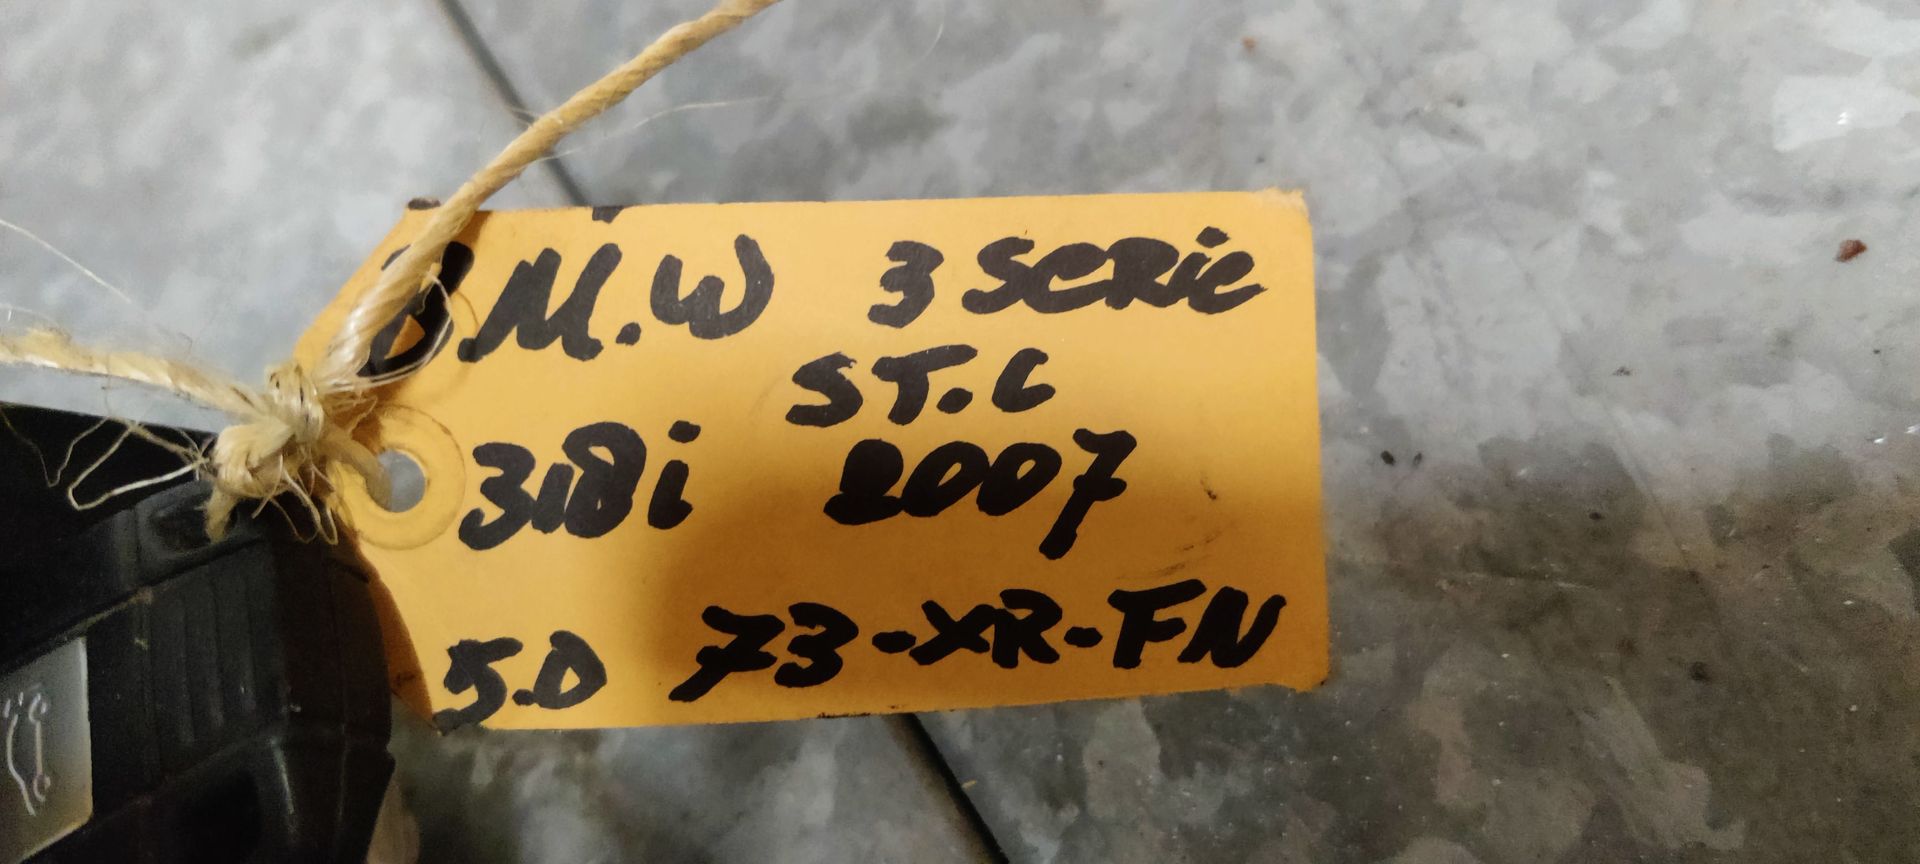 B.M.W 3 SERIE
ST.C
318i 2007
5.D 73-XR-FN